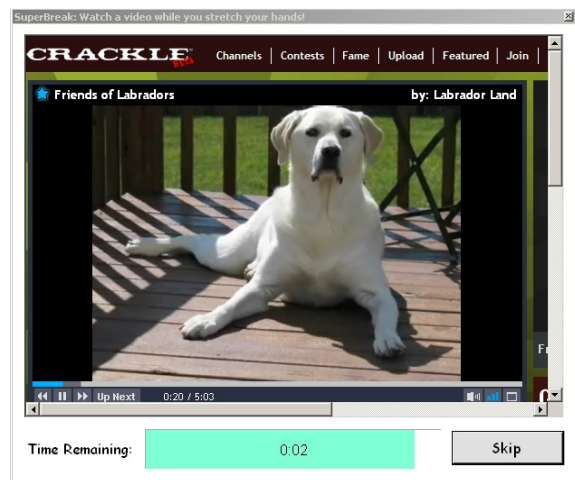 SuperBreak: Watch a video while you stretch your hands!
CRACKLE BETA Channels | Contests | Fame | Upload | Featured | Join |
Friends of Labradors by: Labrador Land
Up Next 0:20 / 5:03
Time Remaining: 0:02 Skip